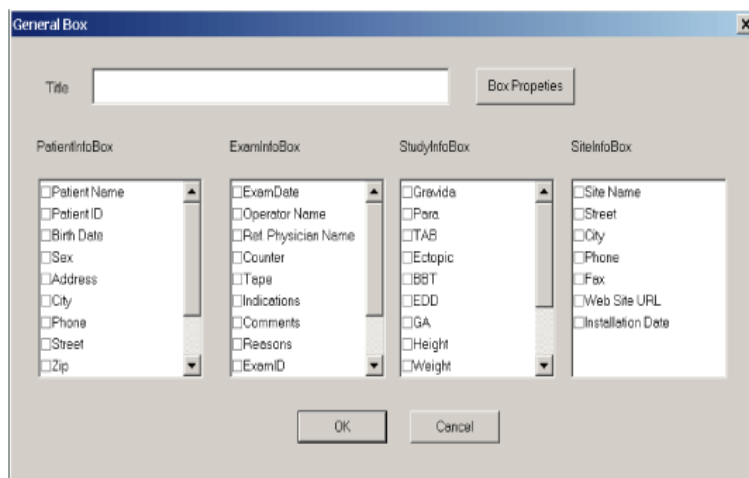 General Box
Title
Box Propeties
PatientInfoBox
ExamInfoBox
StudyInfoBox
SiteInfoBox
Patient Name
Patient ID
Birth Date
Sex
Address
City
Phone
Street
Zip
ExamDate
Operator Name
Ref. Physician Name
Counter
Tape
Indications
Comments
Reasons
ExamID
Gravida
Para
TAB
Ectopic
BBT
EDD
GA
Height
Weight
Site Name
Street
City
Phone
Fax
Web Site URL
Installation Date
OK
Cancel